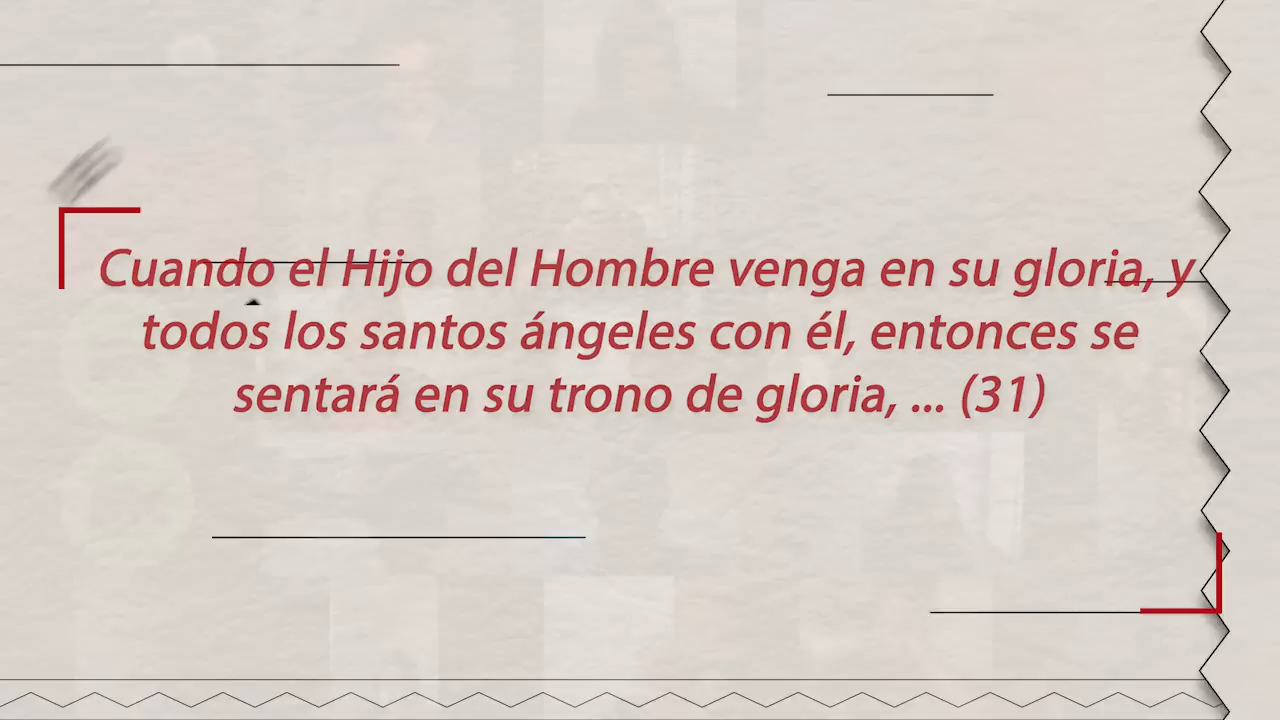 Cuando el Hijo del Hombre venga en su gloria, y
todos los santos ángeles con él, entonces se
sentará en su trono de gloria, ... (31)